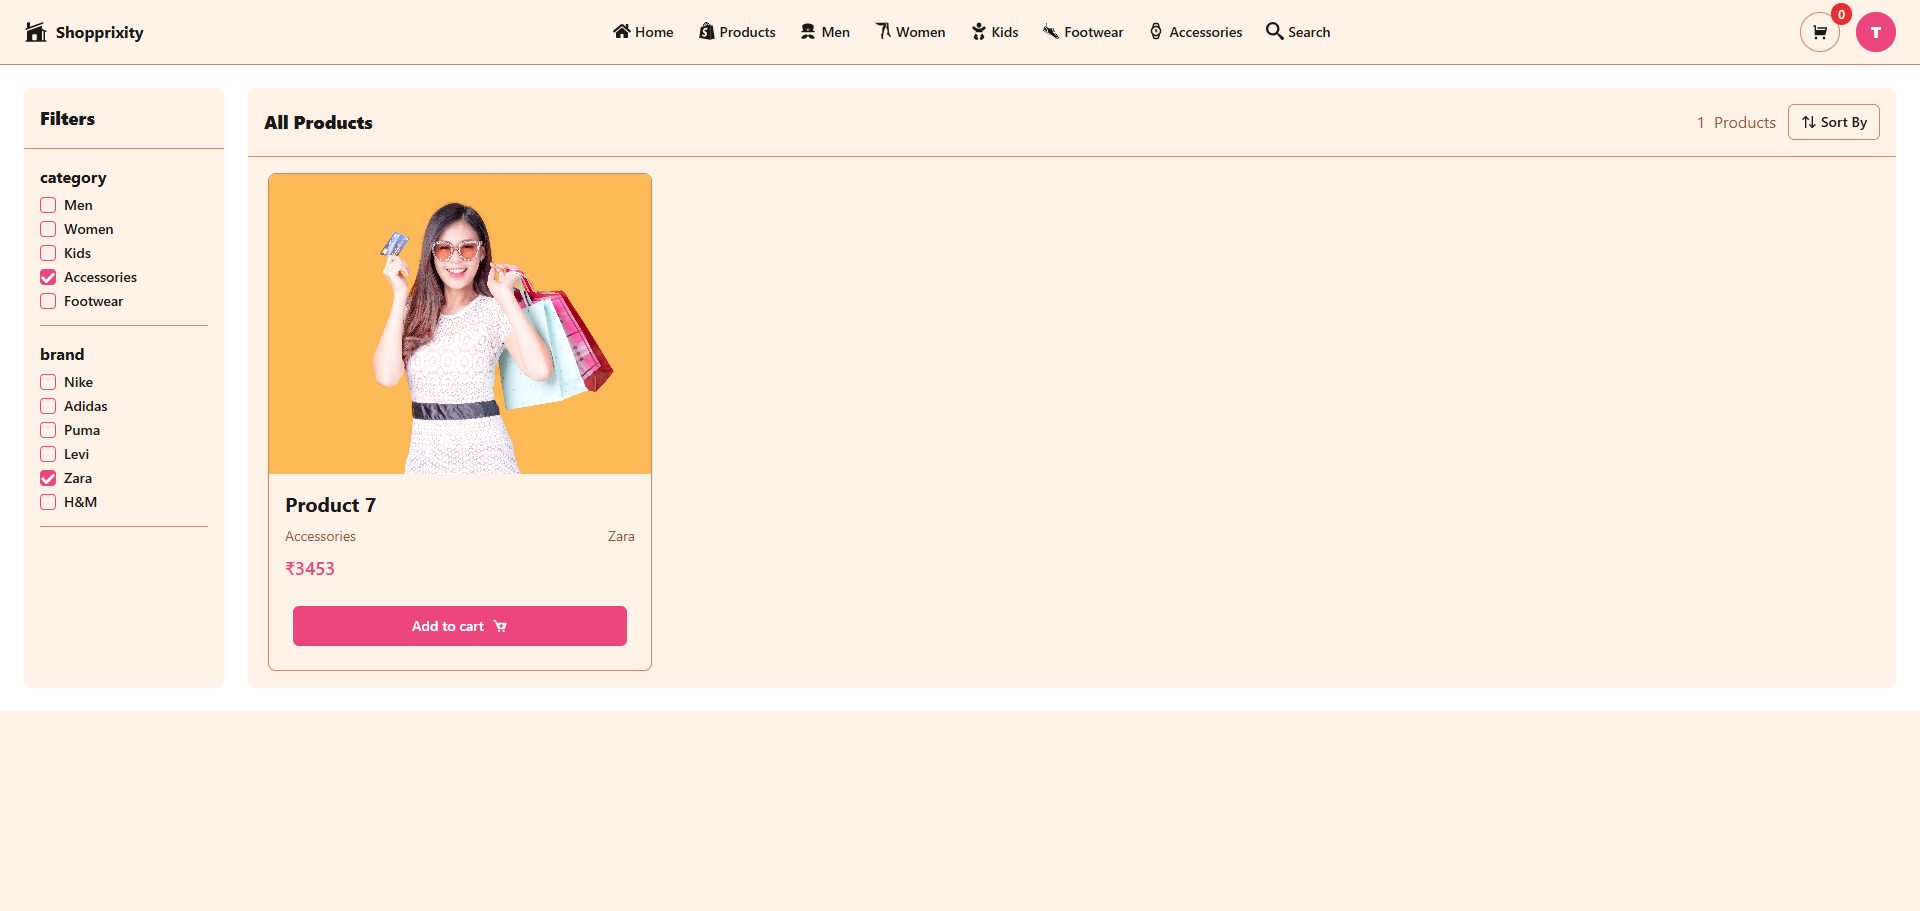 Shopprixity
Home
Products
Men
Women
Kids
Footwear
Accessories
Search
0
T
Filters
category
Men
Women
Kids
Accessories
Footwear
brand
Nike
Adidas
Puma
Levi
Zara
H&M
All Products
1 Products
Sort By
Product 7
Accessories
Zara
₹3453
Add to cart